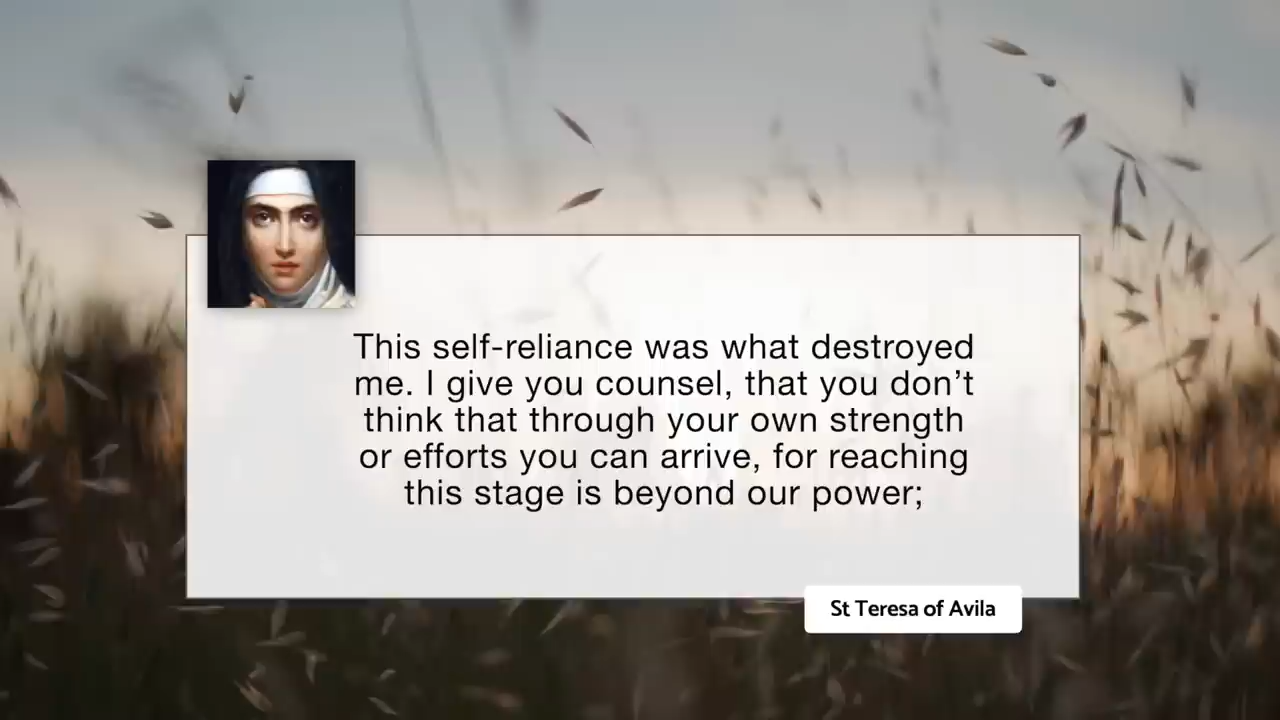 This self-reliance was what destroyed
me. I give you counsel, that you don’t
think that through your own strength
or efforts you can arrive, for reaching
this stage is beyond our power;
St Teresa of Avila